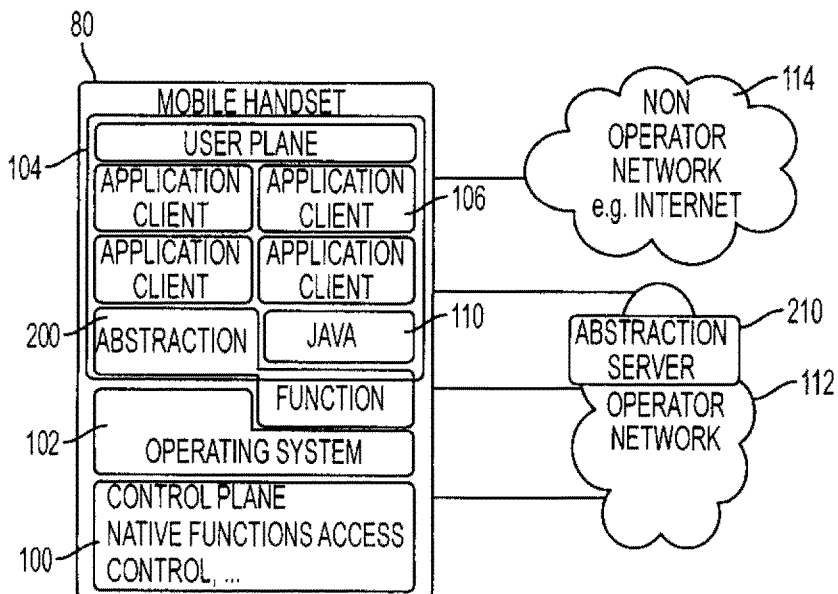 80
MOBILE HANDSET
104
USER PLANE
APPLICATION CLIENT
APPLICATION CLIENT
106
APPLICATION CLIENT
APPLICATION CLIENT
200
ABSTRACTION
JAVA
110
FUNCTION
102
OPERATING SYSTEM
CONTROL PLANE
NATIVE FUNCTIONS ACCESS
100
CONTROL, ...
NON
OPERATOR
NETWORK
e.g. INTERNET
114
ABSTRACTION
SERVER
210
OPERATOR
NETWORK
112